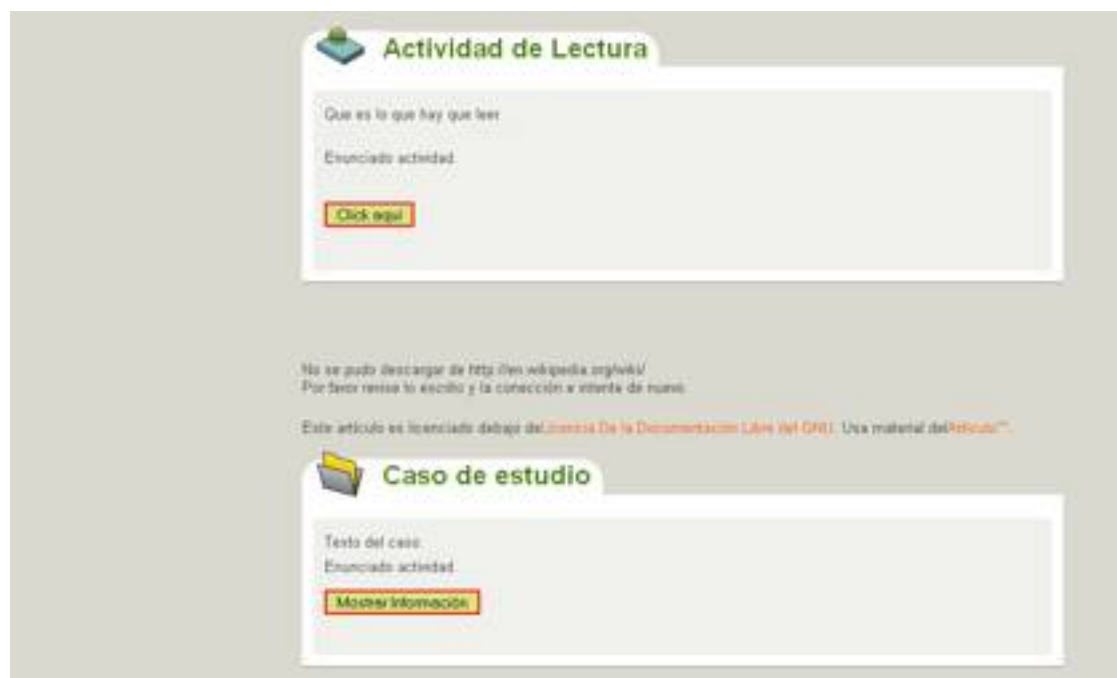 Actividad de Lectura
Que es lo que hay que leer
Enunciado actividad
Click aquí
No se pudo descargar de http://en.wikipedia.org/wiki/
Por favor revise lo escrito y la conección e intente de nuevo.
Este artículo es licenciado debajo del Licencia De la Documentación Libre del GNU. Usa material del Artículo "".
Caso de estudio
Texto del caso
Enunciado actividad
Mostrar Información